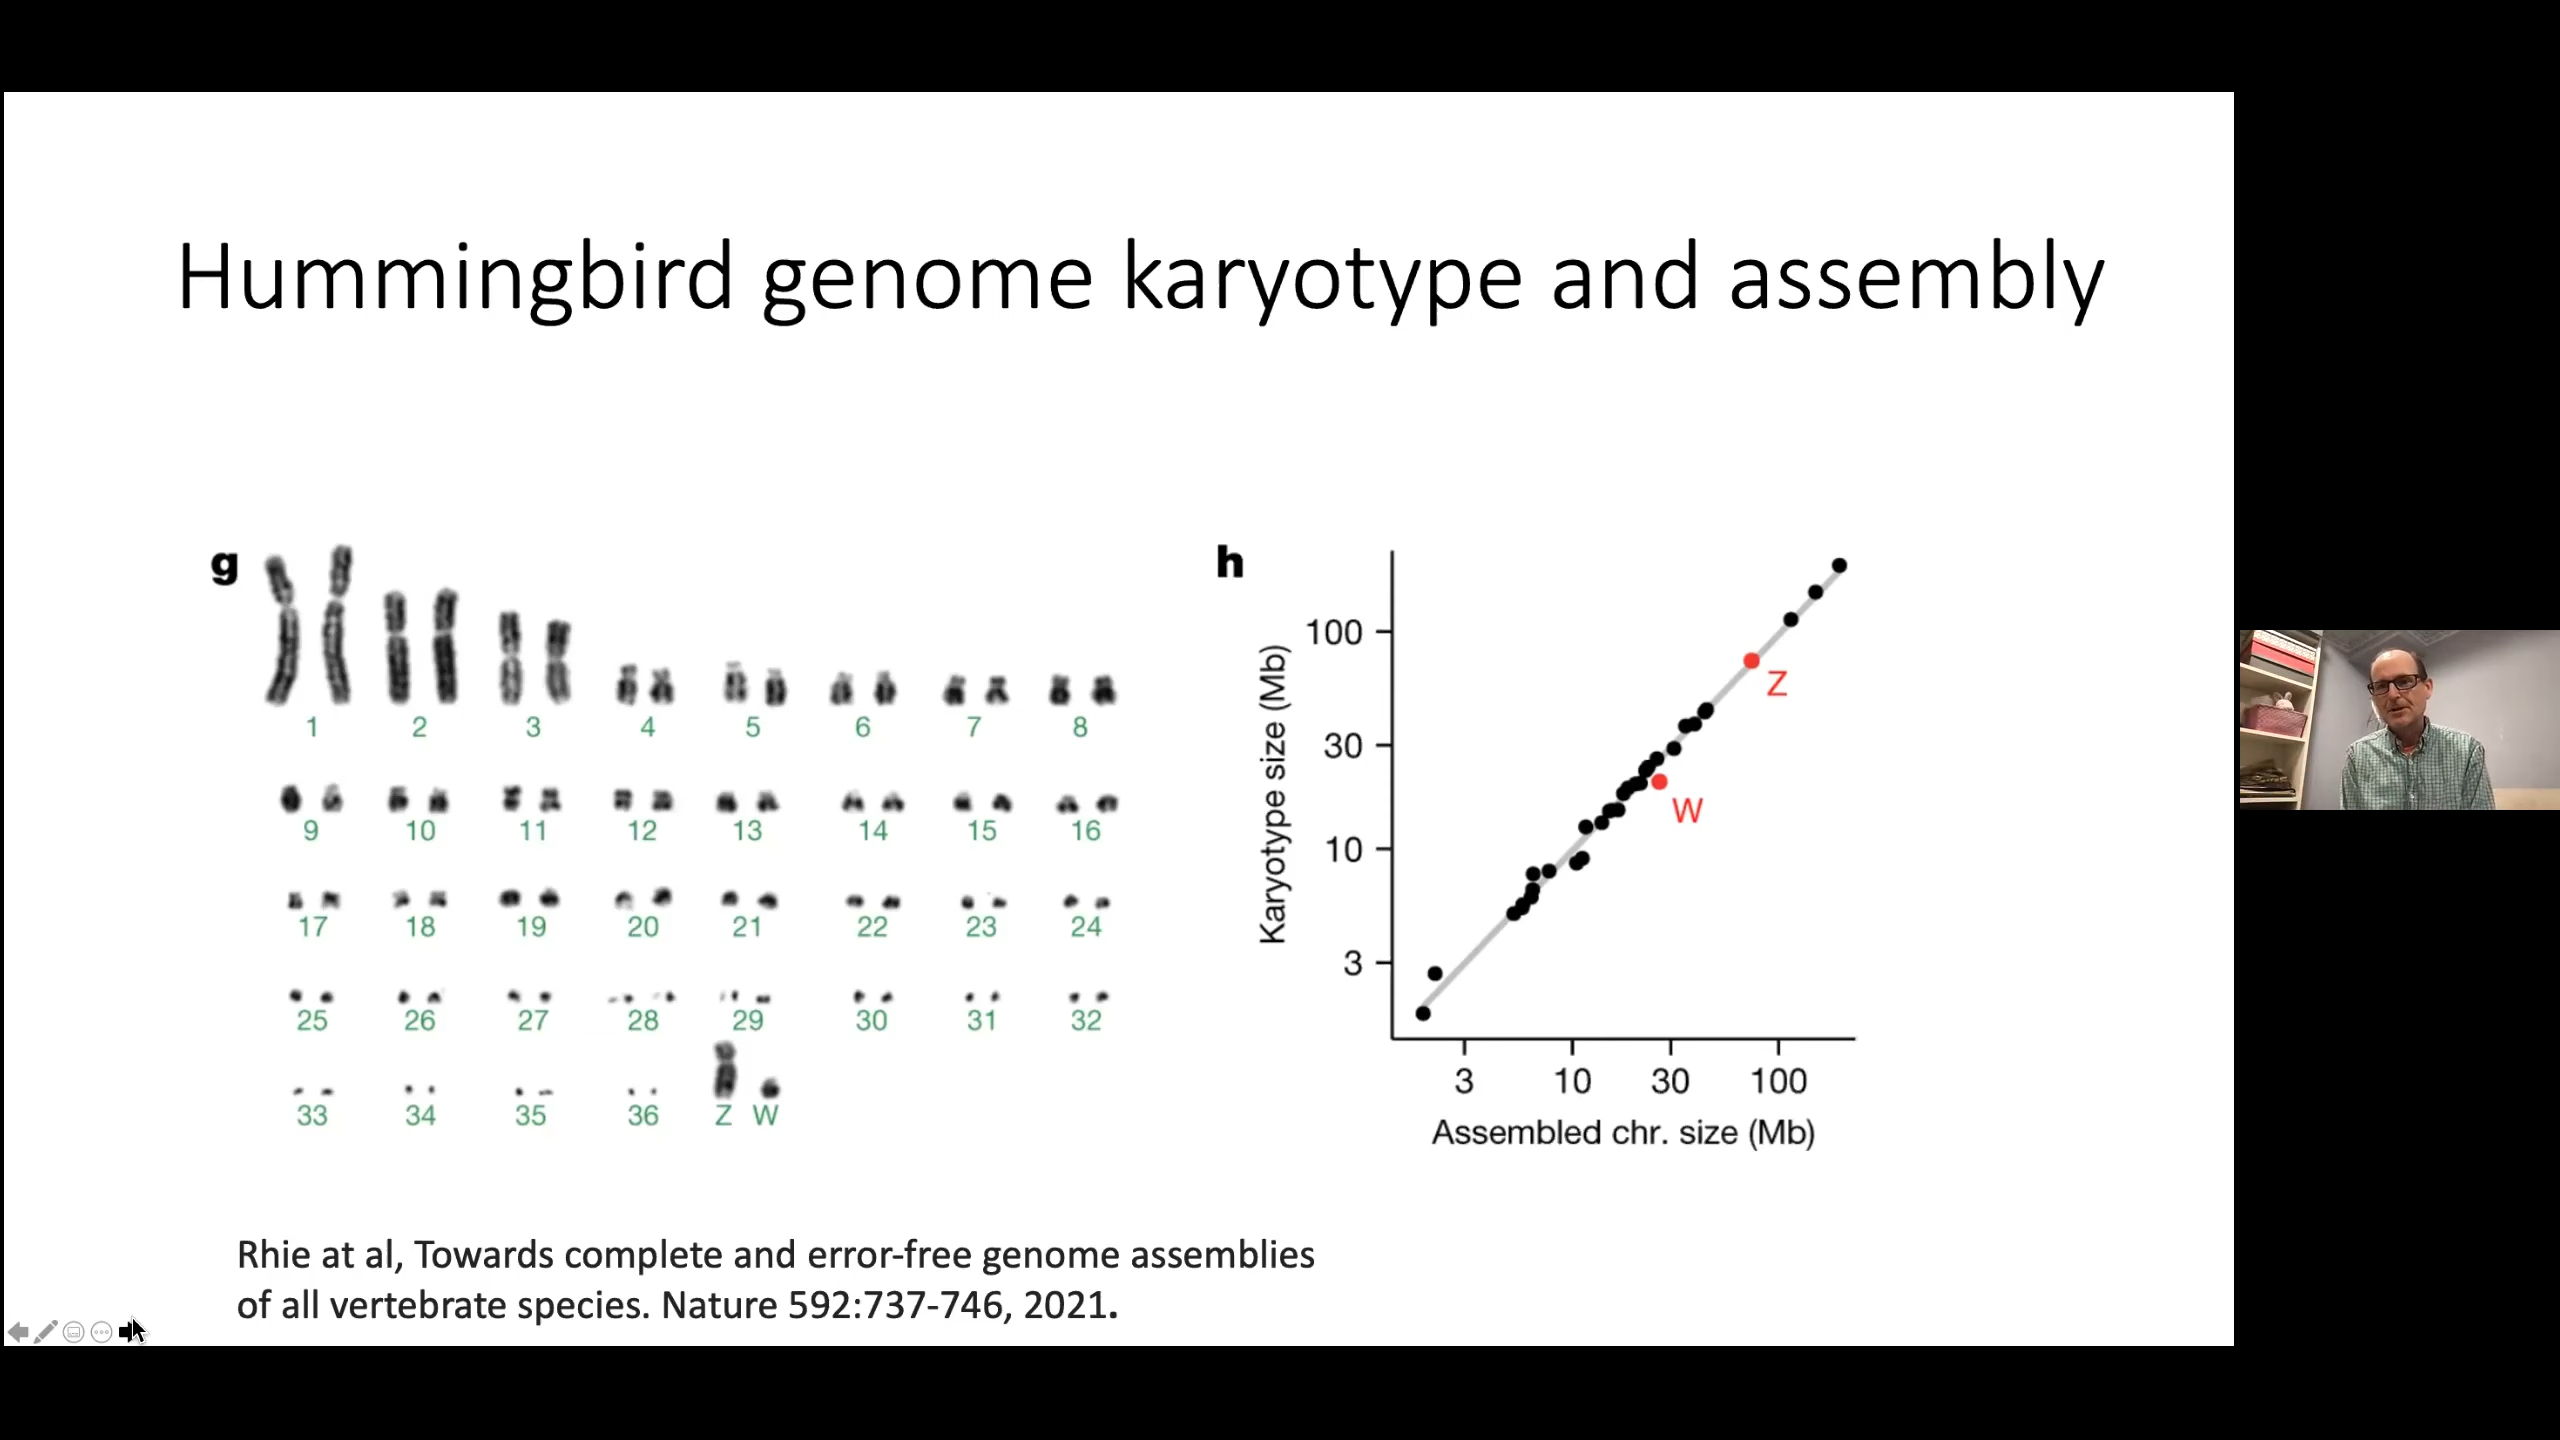 Hummingbird genome karyotype and assembly
g
1 2 3 4 5 6 7 8
9 10 11 12 13 14 15 16
17 18 19 20 21 22 23 24
25 26 27 28 29 30 31 32
33 34 35 36 Z W
h
Karyotype size (Mb)
100
30
10
3
Z
W
3 10 30 100
Assembled chr. size (Mb)
Rhie at al, Towards complete and error-free genome assemblies
of all vertebrate species. Nature 592:737-746, 2021.